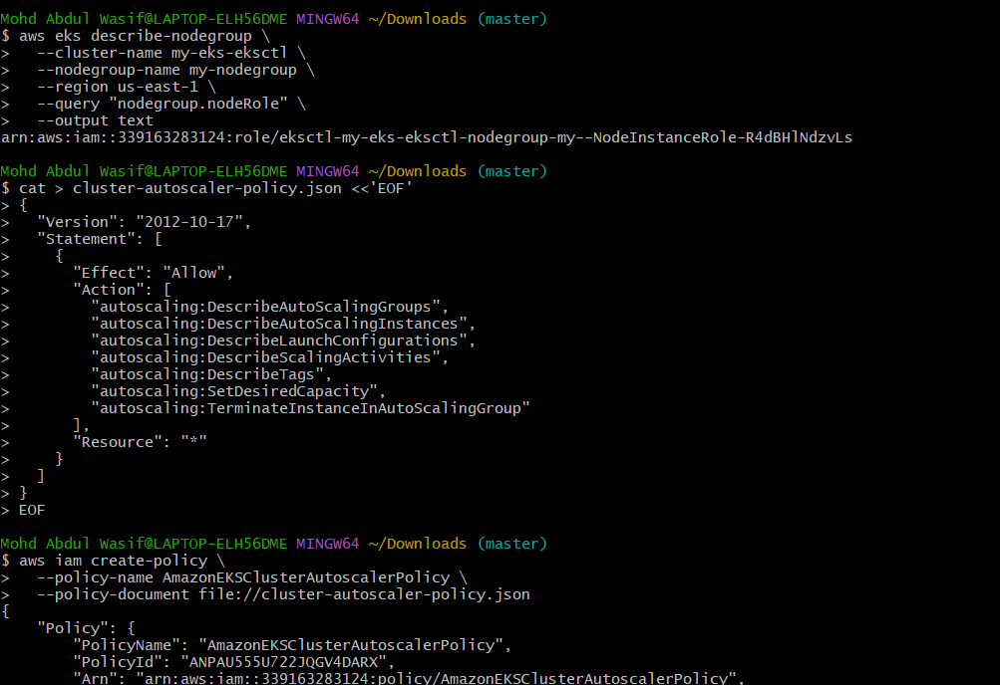 Mohd Abdul Wasif@LAPTOP-ELH56DME MINGW64 ~/Downloads (master)
$ aws eks describe-nodegroup \
>   --cluster-name my-eks-eksctl \
>   --nodegroup-name my-nodegroup \
>   --region us-east-1 \
>   --query "nodegroup.nodeRole" \
>   --output text
arn:aws:iam::339163283124:role/eksctl-my-eks-eksctl-nodegroup-my--NodeInstanceRole-R4dBHlNdzvLs

Mohd Abdul Wasif@LAPTOP-ELH56DME MINGW64 ~/Downloads (master)
$ cat > cluster-autoscaler-policy.json <<'EOF'
> {
>   "Version": "2012-10-17",
>   "Statement": [
>     {
>       "Effect": "Allow",
>       "Action": [
>         "autoscaling:DescribeAutoScalingGroups",
>         "autoscaling:DescribeAutoScalingInstances",
>         "autoscaling:DescribeLaunchConfigurations",
>         "autoscaling:DescribeScalingActivities",
>         "autoscaling:DescribeTags",
>         "autoscaling:SetDesiredCapacity",
>         "autoscaling:TerminateInstanceInAutoScalingGroup"
>       ],
>       "Resource": "*"
>     }
>   ]
> }
> EOF

Mohd Abdul Wasif@LAPTOP-ELH56DME MINGW64 ~/Downloads (master)
$ aws iam create-policy \
>   --policy-name AmazonEKSClusterAutoscalerPolicy \
>   --policy-document file://cluster-autoscaler-policy.json
{
    "Policy": {
        "PolicyName": "AmazonEKSClusterAutoscalerPolicy",
        "PolicyId": "ANPAU555U722JQGV4DARX",
        "Arn": "arn:aws:iam::339163283124:policy/AmazonEKSClusterAutoscalerPolicy",